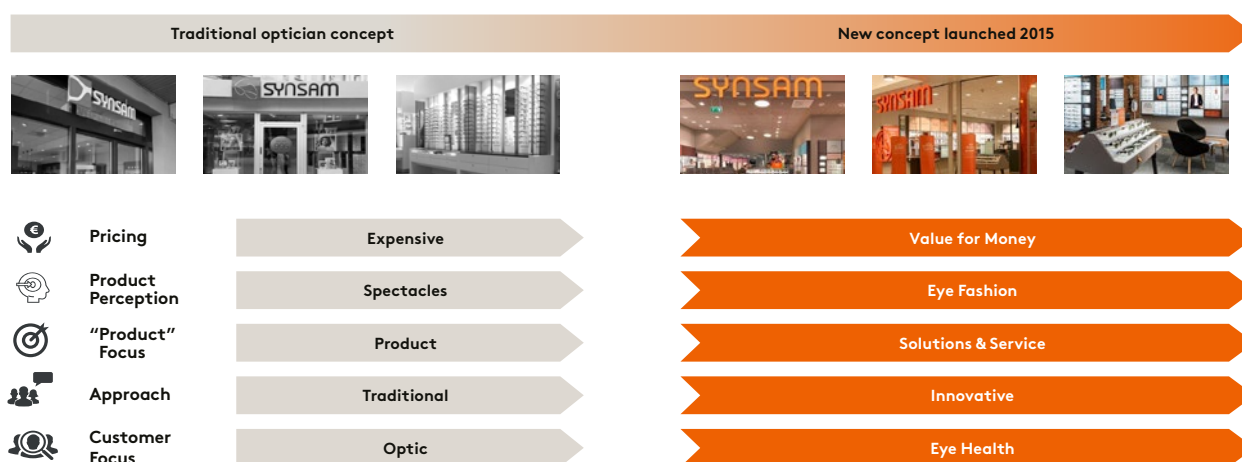 Traditional optician concept
New concept launched 2015
SYNSAM
SYNSAM
SYNSAM
SYNSAM
€
Pricing
Expensive
Value for Money
Product
Perception
Spectacles
Eye Fashion
“Product”
Focus
Product
Solutions & Service
Approach
Traditional
Innovative
Customer
Focus
Optic
Eye Health